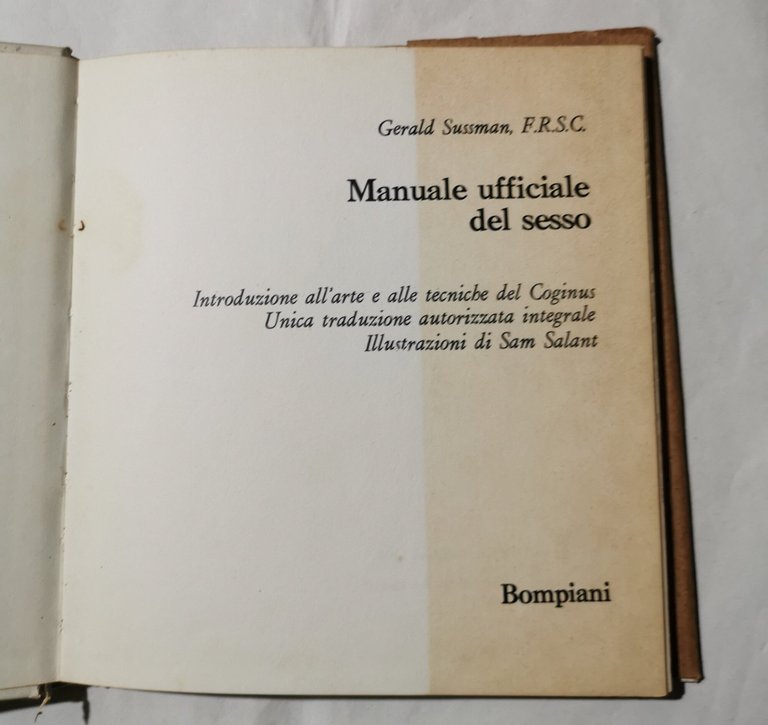 Gerald Sussman, F.R.S.C.
Manuale ufficiale
del sesso
Introduzione all'arte e alle tecniche del Coginus
Unica traduzione autorizzata integrale
Illustrazioni di Sam Salant
Bompiani